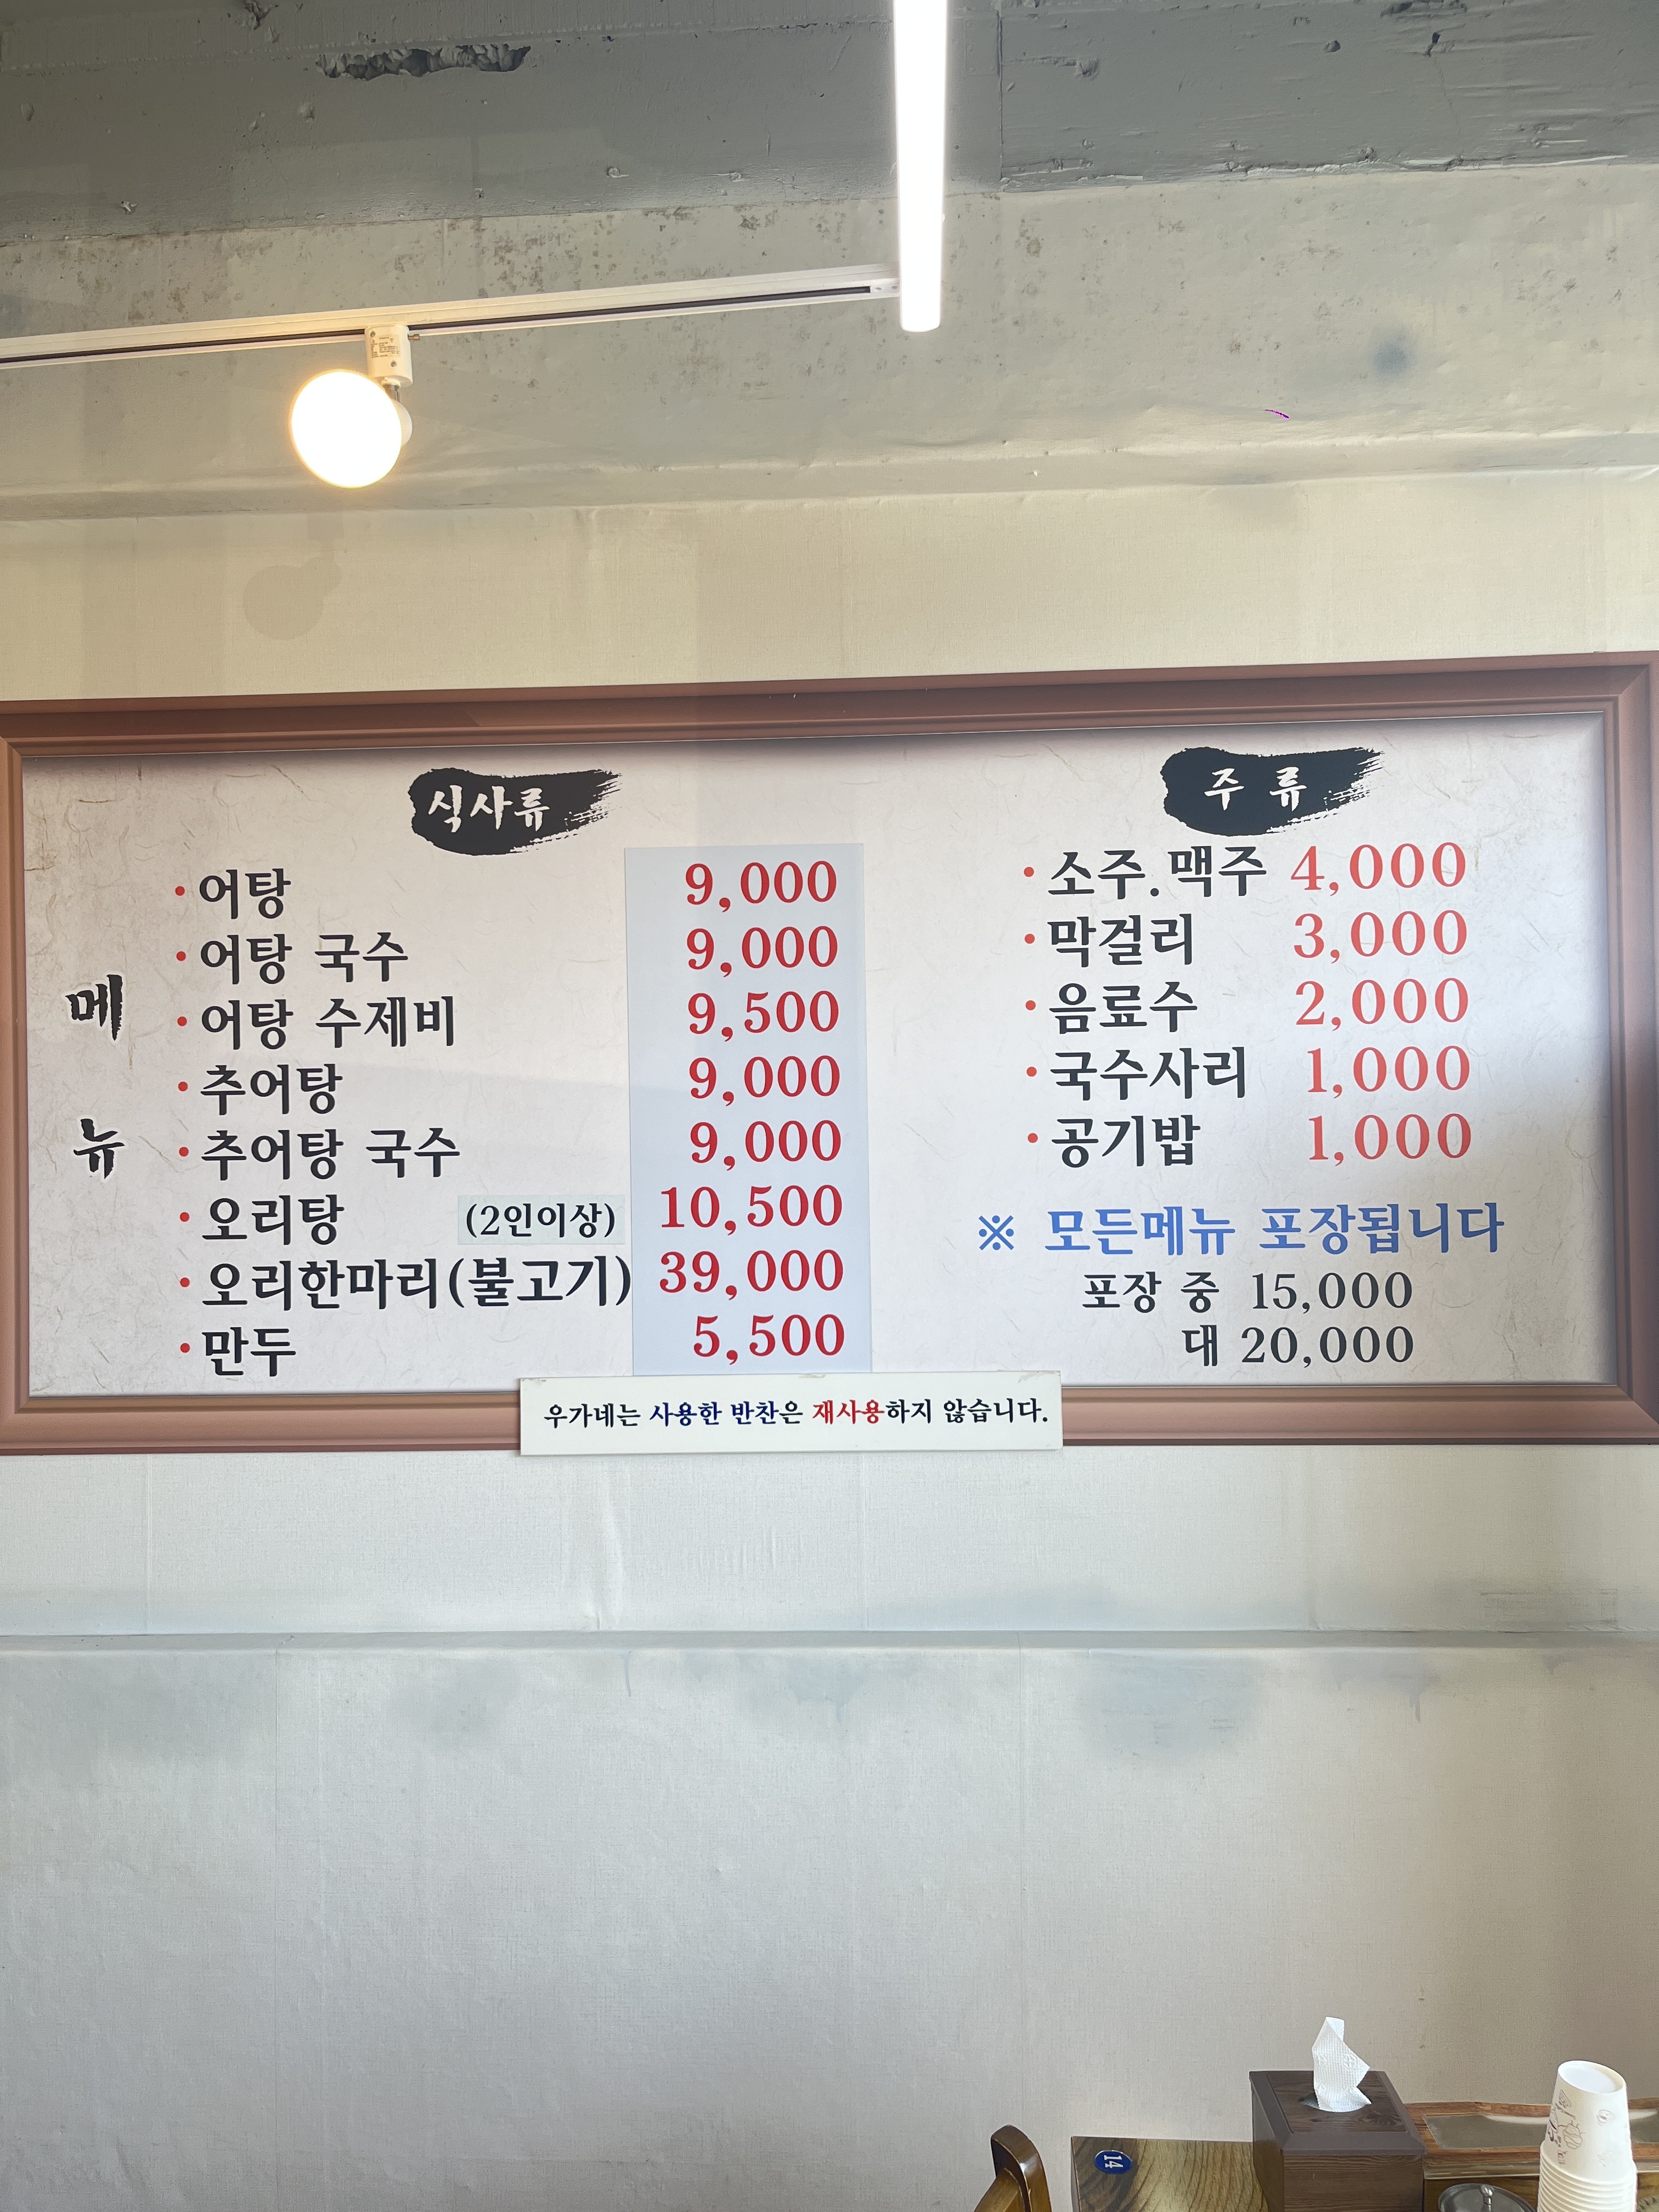 메뉴
식사류
· 어탕 9,000
· 어탕 국수 9,000
· 어탕 수제비 9,500
· 추어탕 9,000
· 추어탕 국수 9,000
· 오리탕 (2인이상) 10,500
· 오리한마리(불고기) 39,000
· 만두 5,500
주 류
· 소주.맥주 4,000
· 막걸리 3,000
· 음료수 2,000
· 국수사리 1,000
· 공기밥 1,000
※ 모든메뉴 포장됩니다
포장 중 15,000
대 20,000
우가네는 사용한 반찬은 재사용하지 않습니다.
14